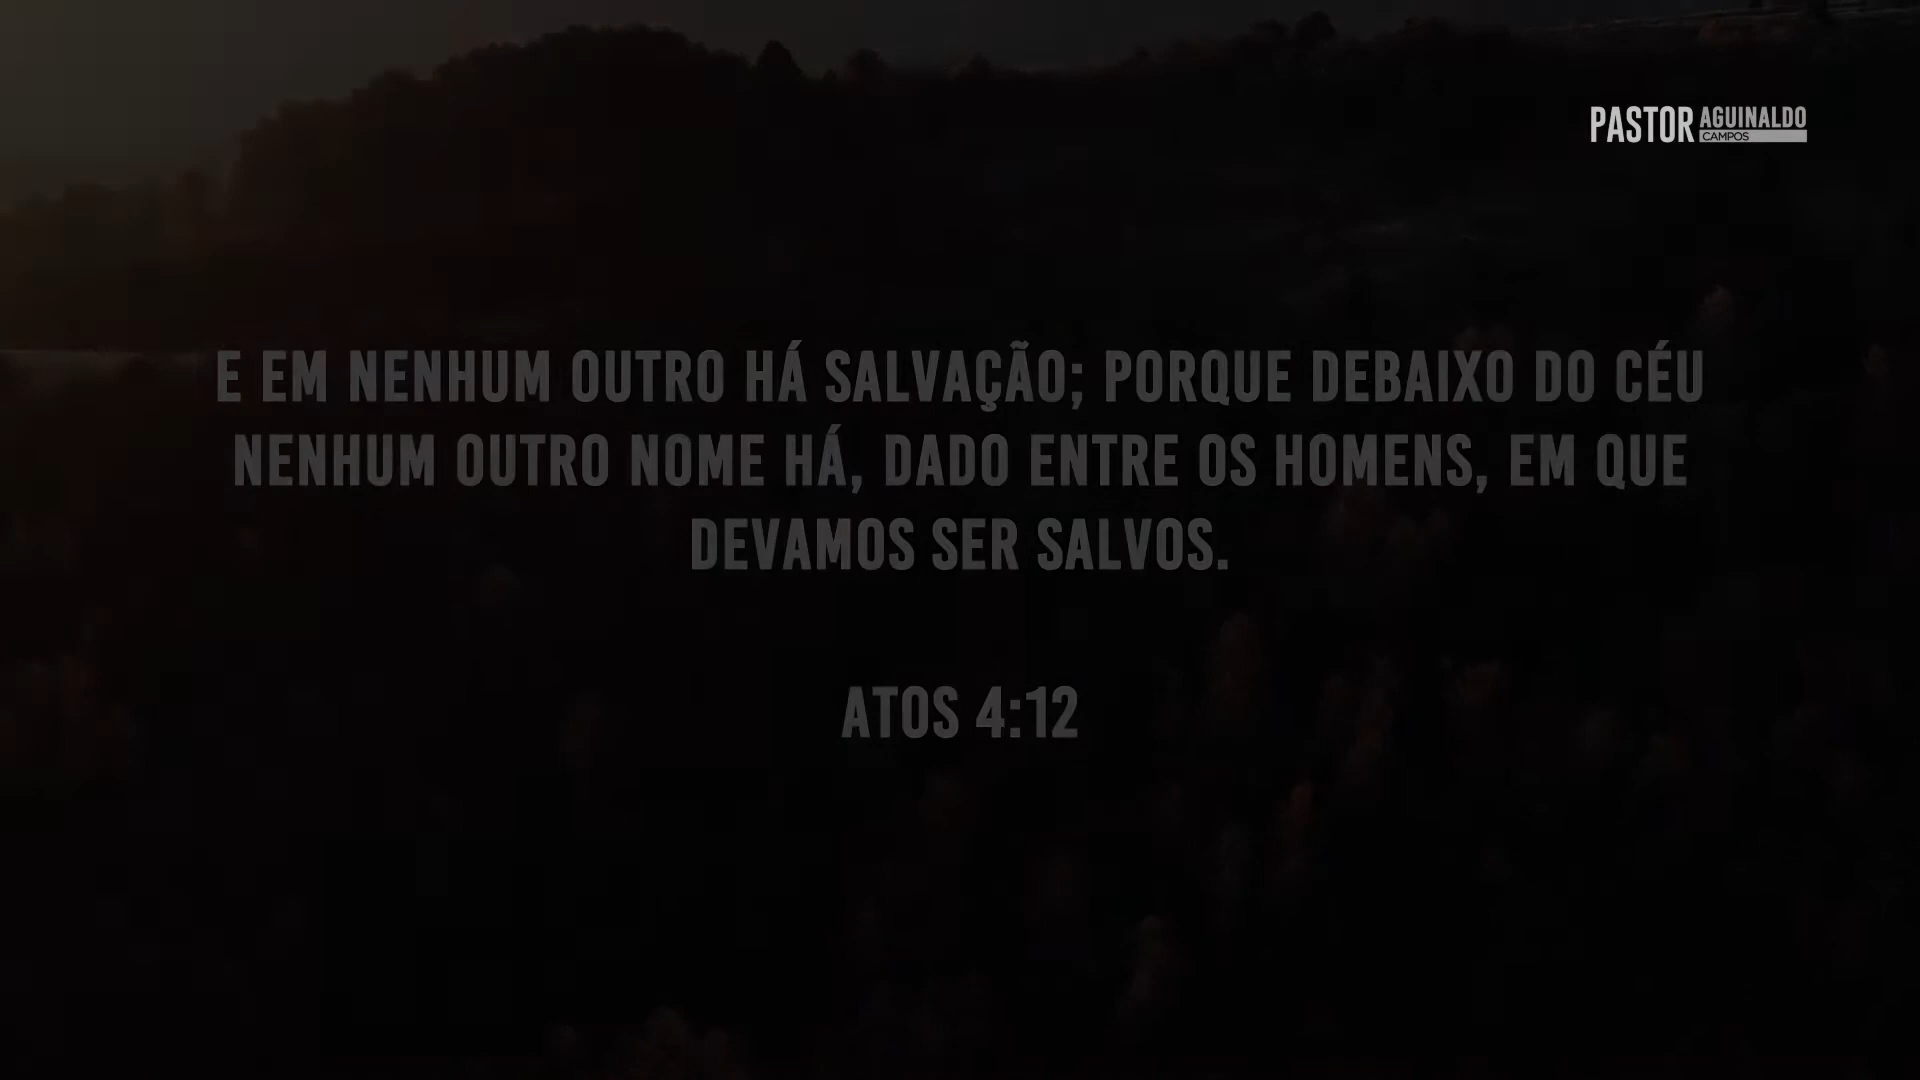 PASTOR AGUINALDO
CAMPOS
E EM NENHUM OUTRO HÁ SALVAÇÃO; PORQUE DEBAIXO DO CÉU
NENHUM OUTRO NOME HÁ, DADO ENTRE OS HOMENS, EM QUE
DEVAMOS SER SALVOS.
ATOS 4:12